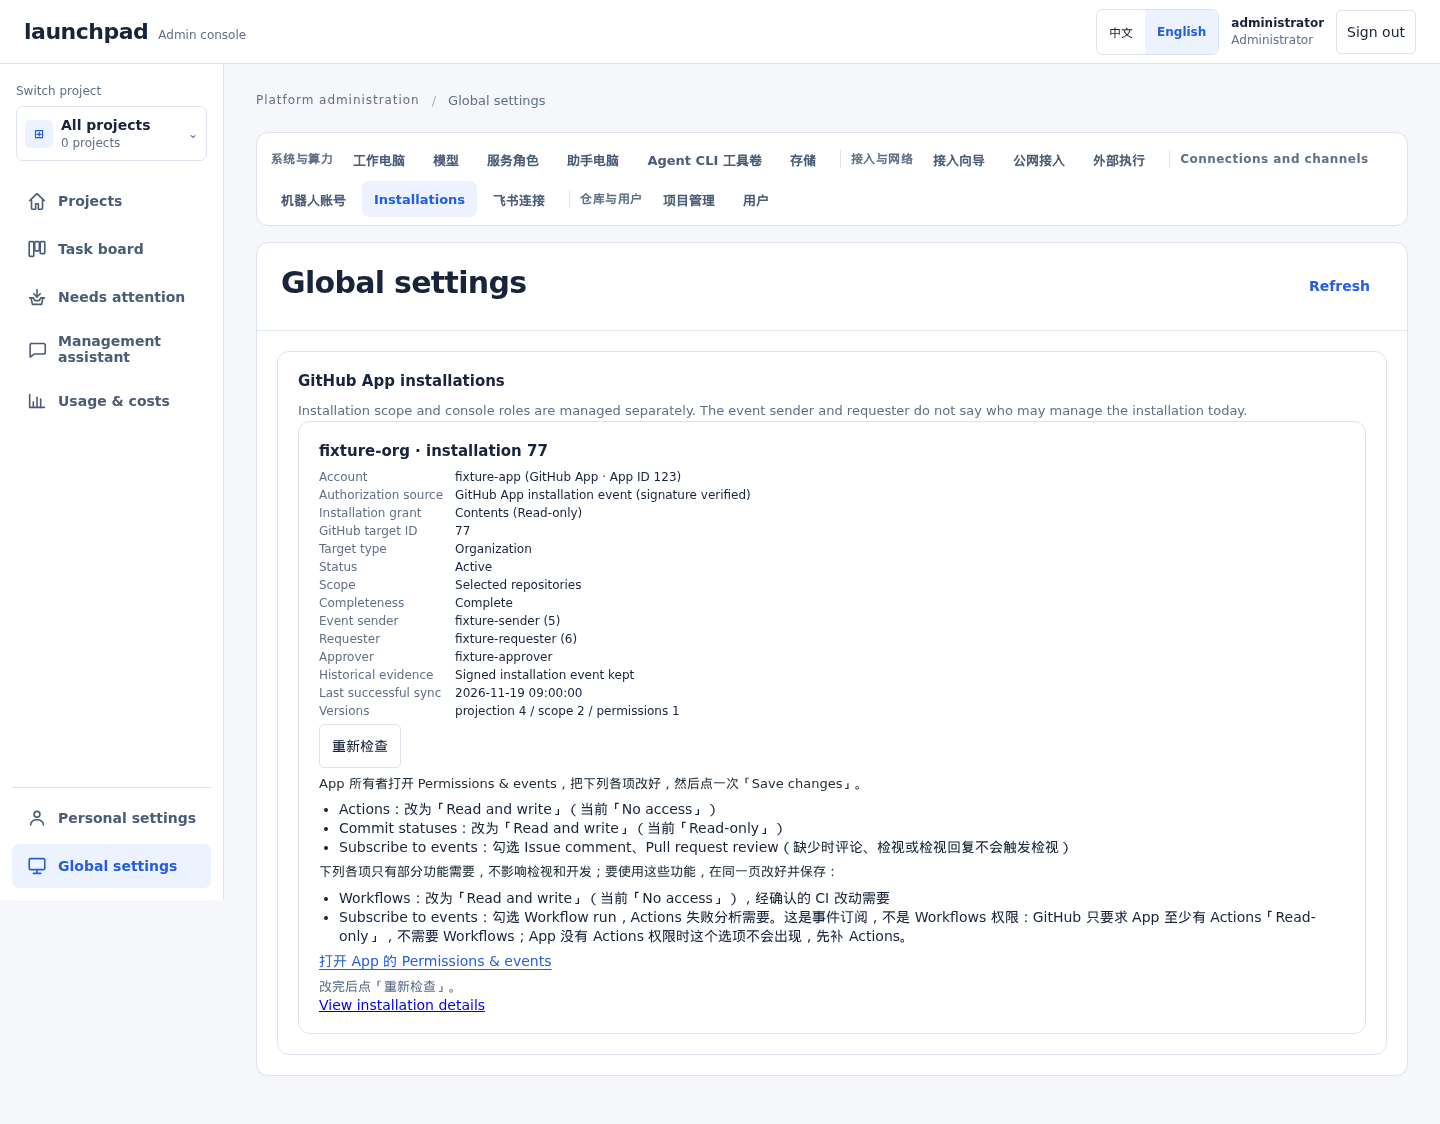 launchpad Admin console
中文 English administrator Administrator Sign out
Switch project
All projects
0 projects
Projects
Task board
Needs attention
Management assistant
Usage & costs
Personal settings
Global settings
Platform administration / Global settings
系统与算力 工作电脑 模型 服务角色 助手电脑 Agent CLI 工具卷 存储 接入与网络 接入向导 公网接入 外部执行 Connections and channels
机器人账号 Installations 飞书连接 仓库与用户 项目管理 用户
Global settings Refresh
GitHub App installations
Installation scope and console roles are managed separately. The event sender and requester do not say who may manage the installation today.
fixture-org · installation 77
Account fixture-app (GitHub App · App ID 123)
Authorization source GitHub App installation event (signature verified)
Installation grant Contents (Read-only)
GitHub target ID 77
Target type Organization
Status Active
Scope Selected repositories
Completeness Complete
Event sender fixture-sender (5)
Requester fixture-requester (6)
Approver fixture-approver
Historical evidence Signed installation event kept
Last successful sync 2026-11-19 09:00:00
Versions projection 4 / scope 2 / permissions 1
重新检查
App 所有者打开 Permissions & events，把下列各项改好，然后点一次「Save changes」。
• Actions：改为「Read and write」（当前「No access」）
• Commit statuses：改为「Read and write」（当前「Read-only」）
• Subscribe to events：勾选 Issue comment、Pull request review（缺少时评论、检视或检视回复不会触发检视）
下列各项只有部分功能需要，不影响检视和开发；要使用这些功能，在同一页改好并保存：
• Workflows：改为「Read and write」（当前「No access」），经确认的 CI 改动需要
• Subscribe to events：勾选 Workflow run，Actions 失败分析需要。这是事件订阅，不是 Workflows 权限：GitHub 只要求 App 至少有 Actions「Read-
only」，不需要 Workflows；App 没有 Actions 权限时这个选项不会出现，先补 Actions。
打开 App 的 Permissions & events
改完后点「重新检查」。
View installation details